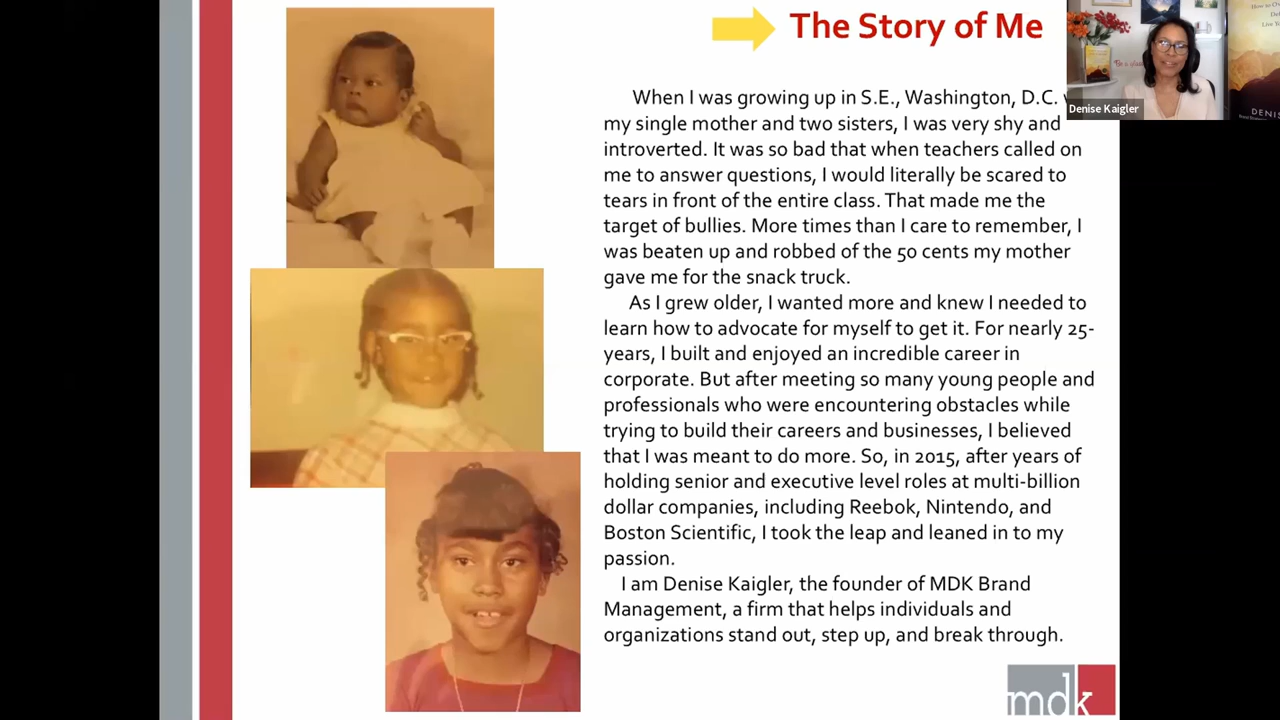 The Story of Me
When I was growing up in S.E., Washington, D.C.
my single mother and two sisters, I was very shy and
introverted. It was so bad that when teachers called on
me to answer questions, I would literally be scared to
tears in front of the entire class. That made me the
target of bullies. More times than I care to remember, I
was beaten up and robbed of the 50 cents my mother
gave me for the snack truck.
As I grew older, I wanted more and knew I needed to
learn how to advocate for myself to get it. For nearly 25-
years, I built and enjoyed an incredible career in
corporate. But after meeting so many young people and
professionals who were encountering obstacles while
trying to build their careers and businesses, I believed
that I was meant to do more. So, in 2015, after years of
holding senior and executive level roles at multi-billion
dollar companies, including Reebok, Nintendo, and
Boston Scientific, I took the leap and leaned in to my
passion.
I am Denise Kaigler, the founder of MDK Brand
Management, a firm that helps individuals and
organizations stand out, step up, and break through.
mdk
Denise Kaigler